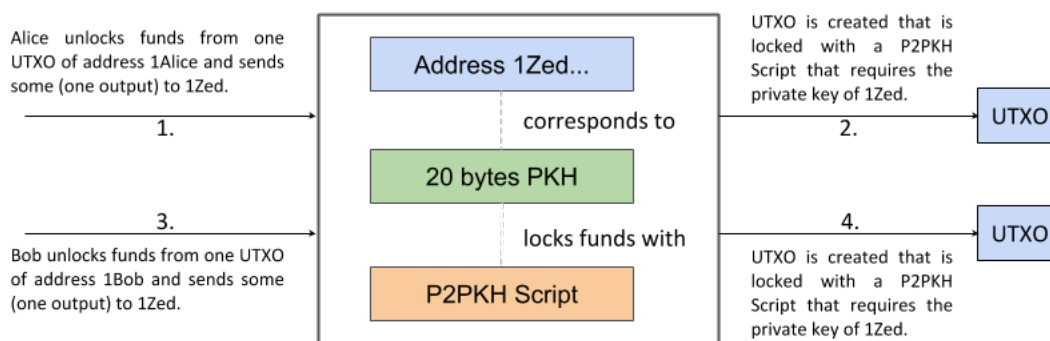 Alice unlocks funds from one
UTXO of address 1Alice and sends
some (one output) to 1Zed.
1.
3.
Bob unlocks funds from one UTXO
of address 1Bob and sends some
(one output) to 1Zed.
Address 1Zed...
corresponds to
20 bytes PKH
locks funds with
P2PKH Script
UTXO is created that is
locked with a P2PKH
Script that requires the
private key of 1Zed.
2.
UTXO
4.
UTXO
UTXO is created that is
locked with a P2PKH
Script that requires the
private key of 1Zed.